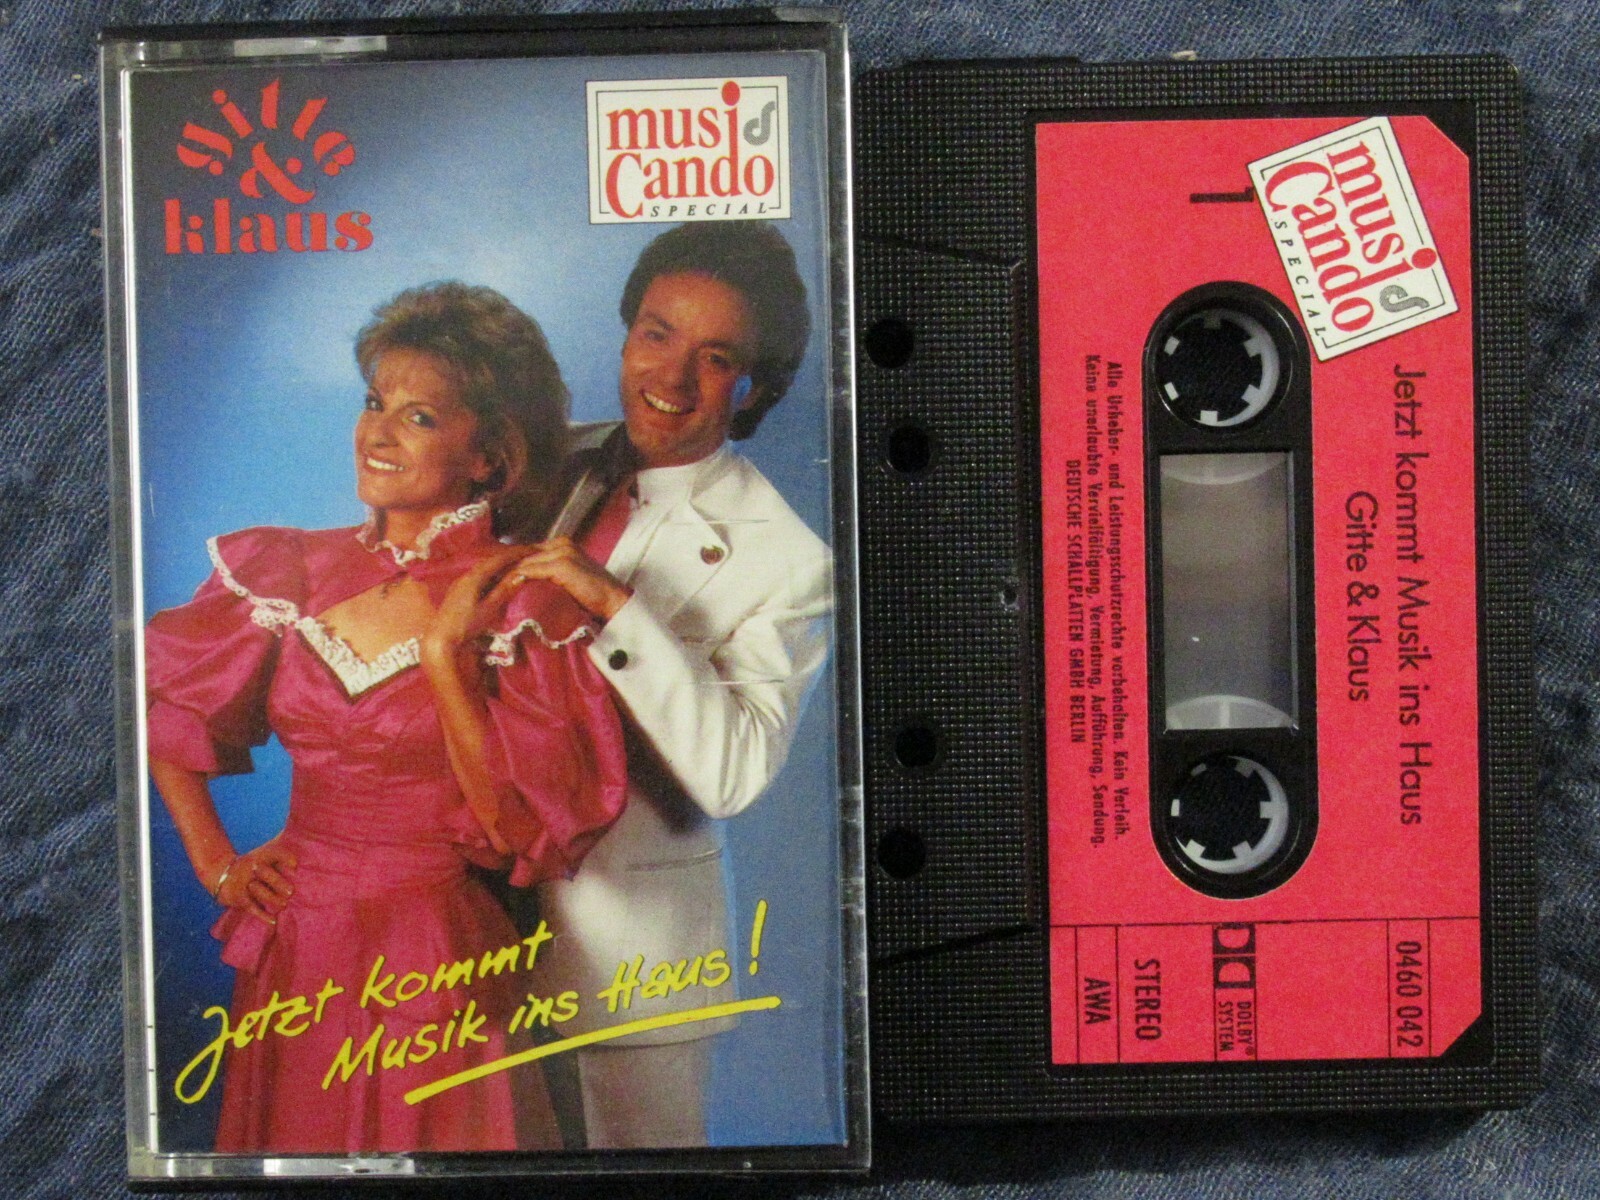 gitte
&
klaus
musi
Cando
SPECIAL
Jetzt kommt
Musik ins Haus!
musi
Cando
SPECIAL
1
Jetzt kommt Musik ins Haus
Gitte & Klaus
Alle Urheber- und Leistungsschutzrechte vorbehalten. Kein Verleih.
Keine unerlaubte Vervielfältigung, Vermietung, Aufführung, Sendung.
DEUTSCHE SCHALLPLATTEN GMBH BERLIN
0460 042
DOLBY®
SYSTEM
STEREO
AWA